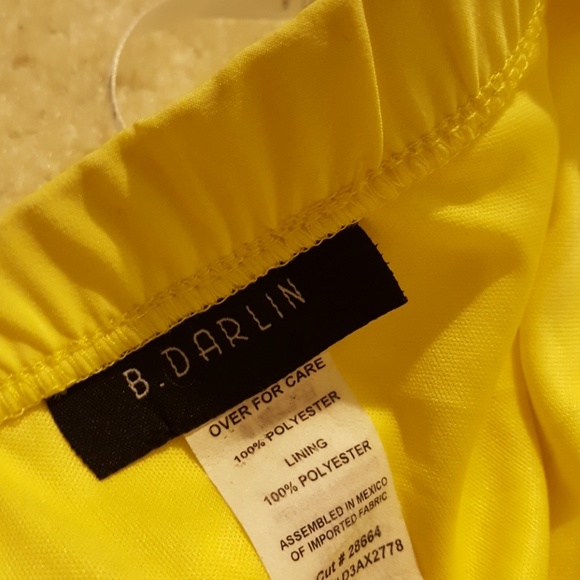 B.DARLIN
OVER FOR CARE
100% POLYESTER
LINING
100% POLYESTER
ASSEMBLED IN MEXICO
OF IMPORTED FABRIC
Cut # 28664